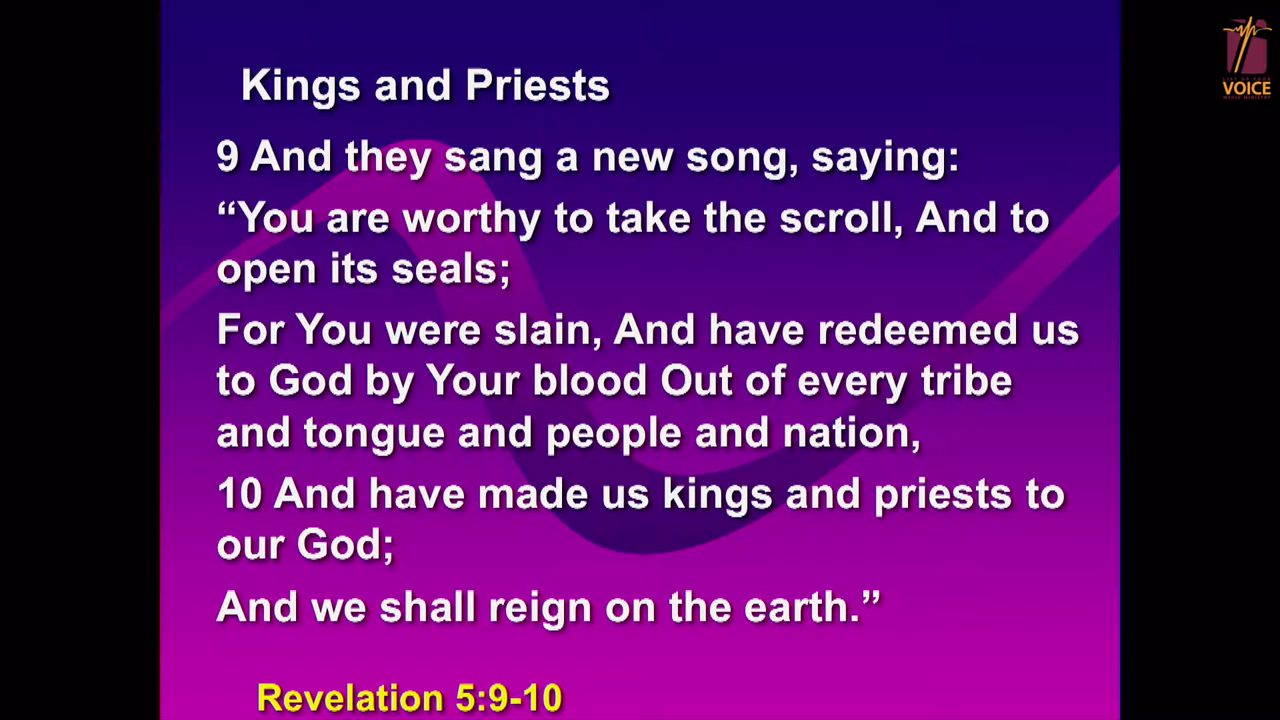 Kings and Priests
9 And they sang a new song, saying:
“You are worthy to take the scroll, And to
open its seals;
For You were slain, And have redeemed us
to God by Your blood Out of every tribe
and tongue and people and nation,
10 And have made us kings and priests to
our God;
And we shall reign on the earth.”
Revelation 5:9-10
VOICE